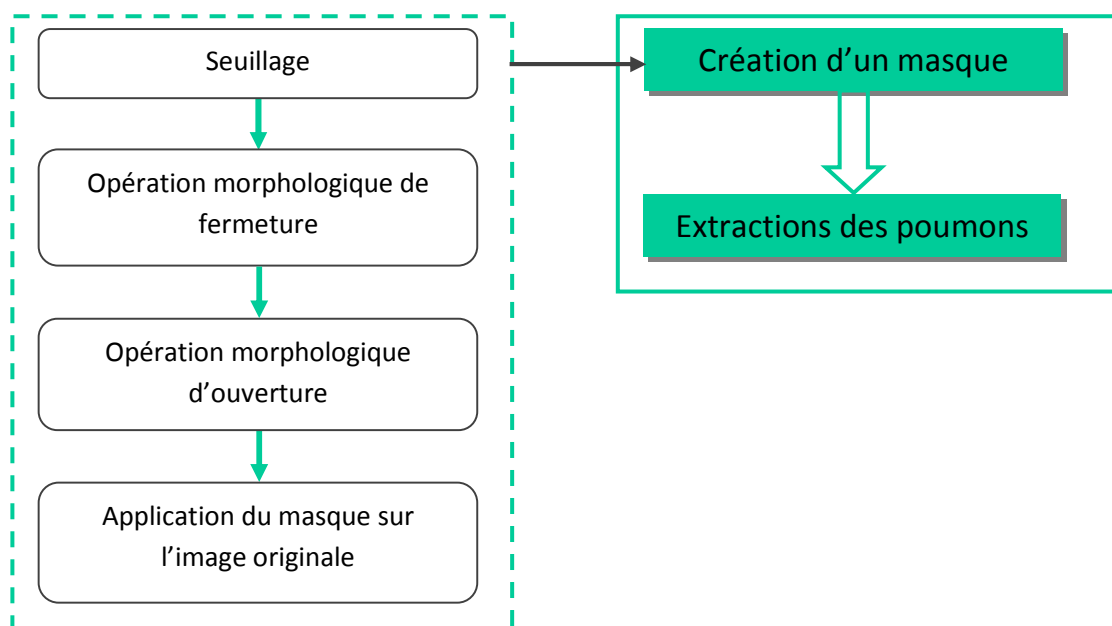 Seuillage
Opération morphologique de
fermeture
Opération morphologique
d’ouverture
Application du masque sur
l’image originale
Création d’un masque
Extractions des poumons